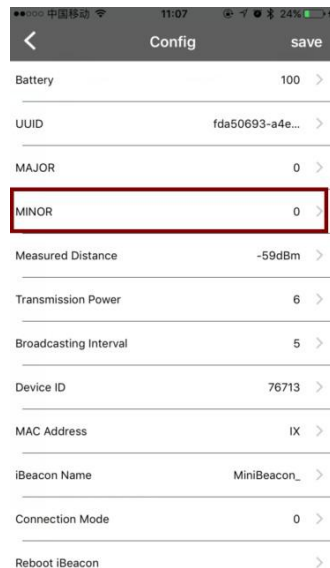 中国移动 11:07 24%
Config save
Battery 100
UUID fda50693-a4e...
MAJOR 0
MINOR 0
Measured Distance -59dBm
Transmission Power 6
Broadcasting Interval 5
Device ID 76713
MAC Address IX
iBeacon Name MiniBeacon_
Connection Mode 0
Reboot iBeacon